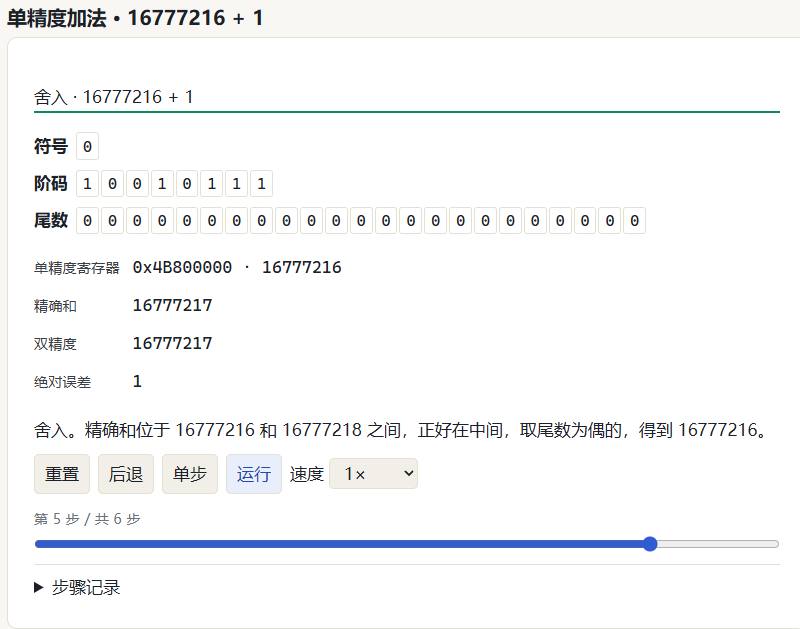 单精度加法 • 16777216 + 1
舍入 · 16777216 + 1
符号 0
阶码 1 0 0 1 0 1 1 1
尾数 0 0 0 0 0 0 0 0 0 0 0 0 0 0 0 0 0 0 0 0 0 0 0
单精度寄存器 0x4B800000 · 16777216
精确和 16777217
双精度 16777217
绝对误差 1
舍入。精确和位于 16777216 和 16777218 之间，正好在中间，取尾数为偶的，得到 16777216。
重置 后退 单步 运行 速度 1×
第 5 步 / 共 6 步
▶ 步骤记录